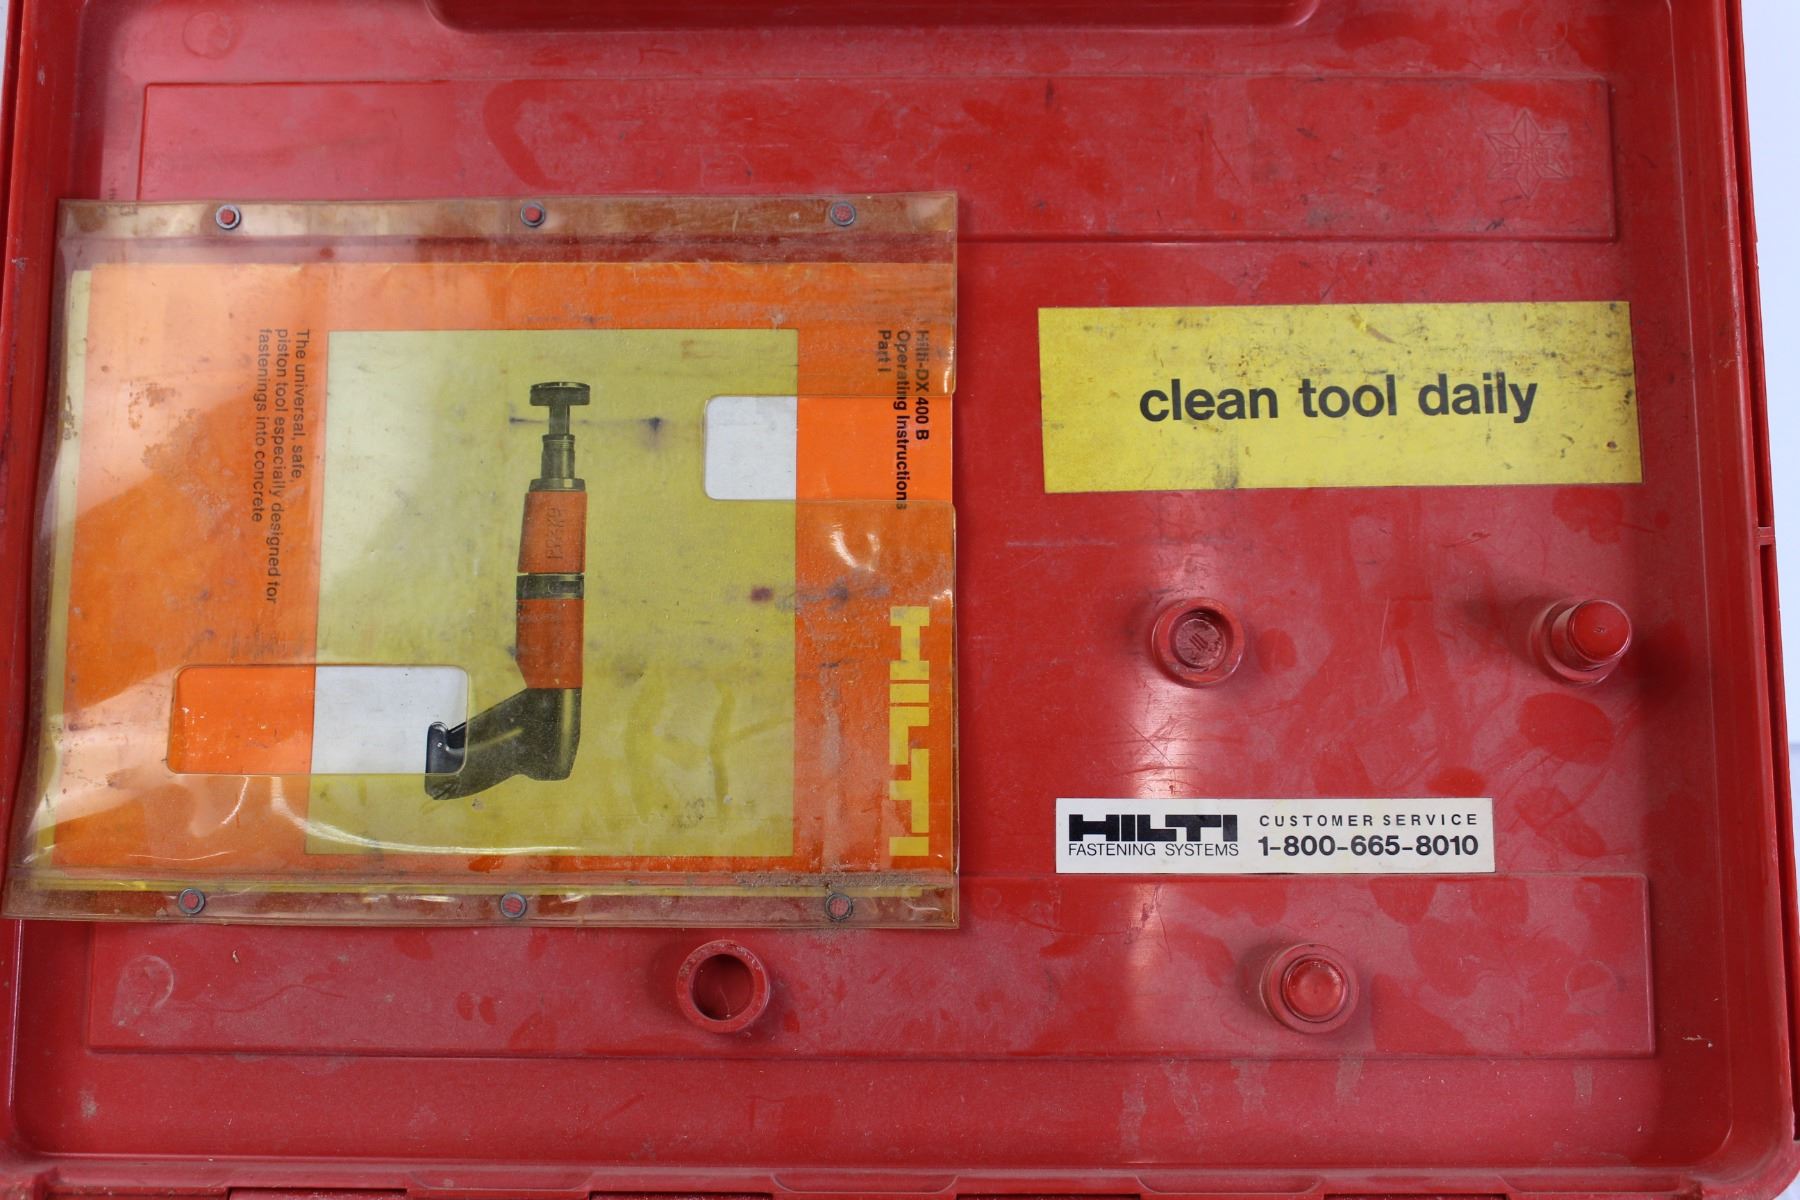 Hilti-DX 400 B
Operating Instructions
Part I
HILTI
The universal, safe,
piston tool especially designed for
fastenings into concrete
clean tool daily
HILTI
FASTENING SYSTEMS
CUSTOMER SERVICE
1-800-665-8010